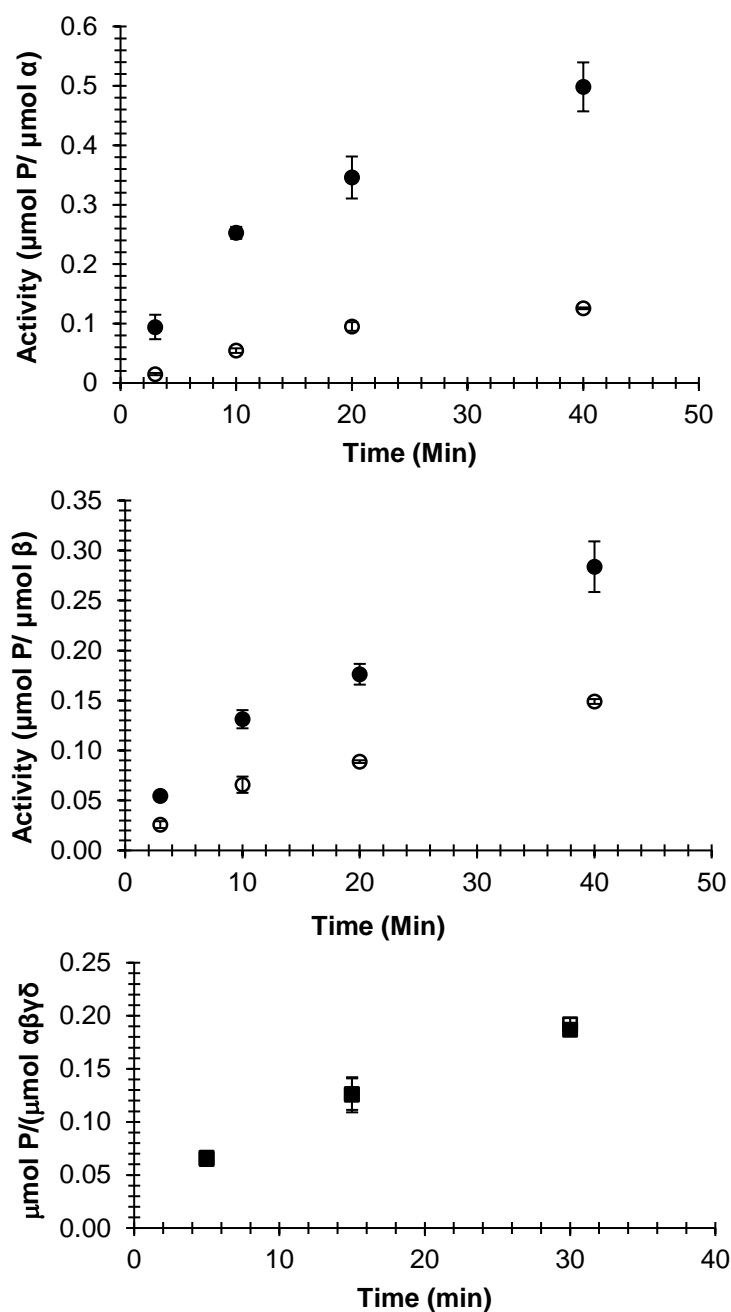 0.6
0.5
0.4
0.3
0.2
0.1
0
0 10 20 30 40 50
Activity (µmol P/ µmol α)
Time (Min)
0.35
0.30
0.25
0.20
0.15
0.10
0.05
0.00
0 10 20 30 40 50
Activity (µmol P/ µmol β)
Time (Min)
0.25
0.20
0.15
0.10
0.05
0.00
0 10 20 30 40
µmol P/(µmol αβγδ
Time (min)